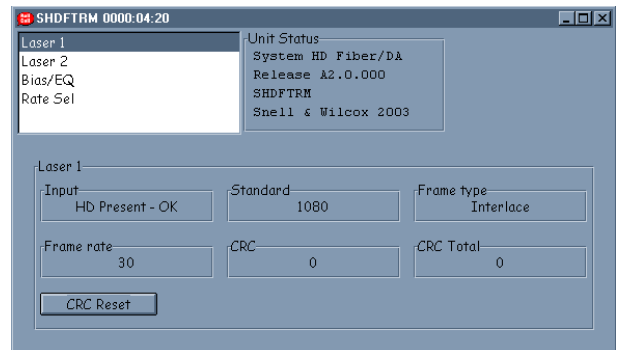 SHDFTRM 0000:04:20
Laser 1
Laser 2
Bias/EQ
Rate Sel
Unit Status
System HD Fiber/DA
Release A2.0.000
SHDFTRM
Snell & Wilcox 2003
Laser 1
Input
HD Present - OK
Standard
1080
Frame type
Interlace
Frame rate
30
CRC
0
CRC Total
0
CRC Reset